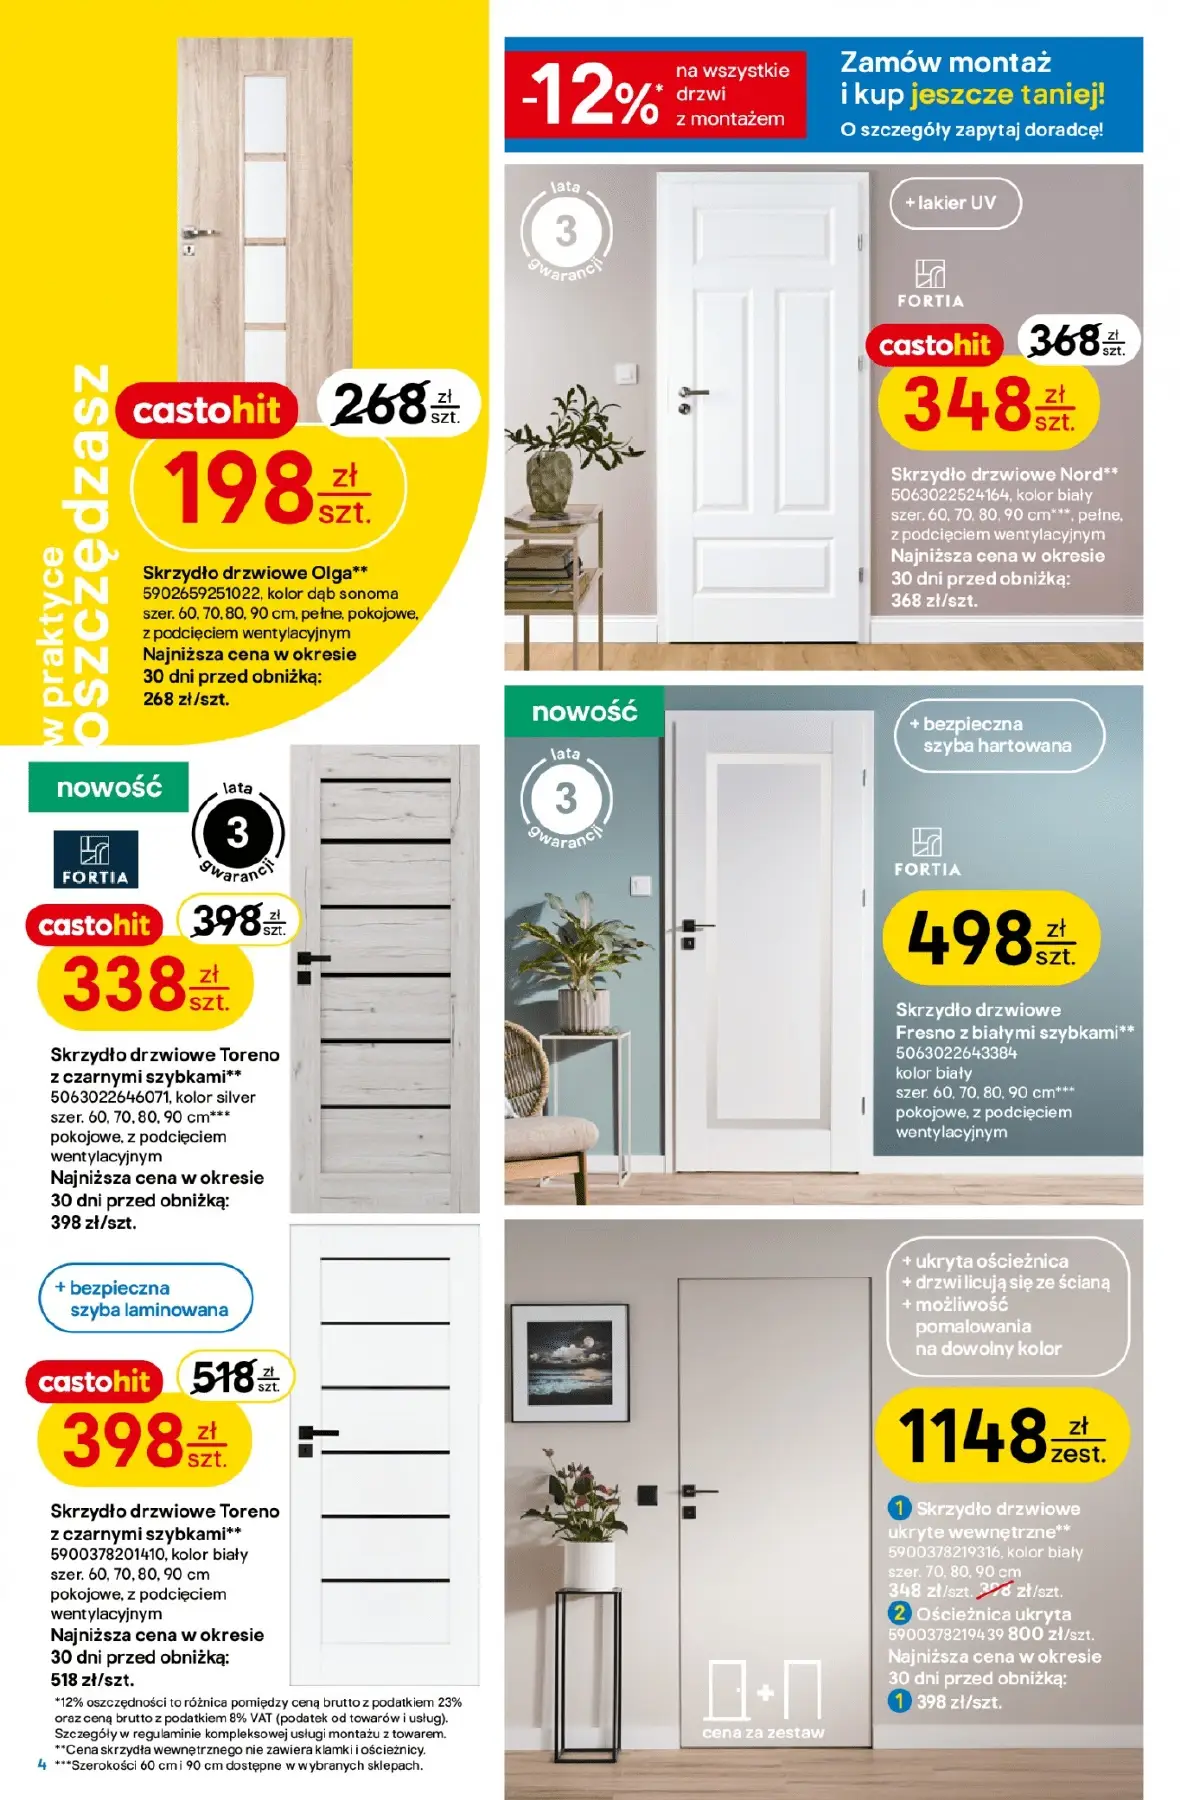 w praktyce
oszczędzasz
castohit
268 zł
szt.
198 zł
szt.
Skrzydło drzwiowe Olga**
5902659251022, kolor dąb sonoma
szer. 60, 70, 80, 90 cm, pełne, pokojowe,
z podcięciem wentylacyjnym
Najniższa cena w okresie
30 dni przed obniżką:
268 zł/szt.
-12%*
na wszystkie
drzwi
z montażem
Zamów montaż
i kup jeszcze taniej!
O szczegóły zapytaj doradcę!
lata
3
gwarancji
+ lakier UV
FORTIA
castohit
368 zł
szt.
348 zł
szt.
Skrzydło drzwiowe Nord**
5063022524164, kolor biały
szer. 60, 70, 80, 90 cm***, pełne,
z podcięciem wentylacyjnym
Najniższa cena w okresie
30 dni przed obniżką:
368 zł/szt.
nowość
FORTIA
lata
3
gwarancji
castohit
398 zł
szt.
338 zł
szt.
Skrzydło drzwiowe Toreno
z czarnymi szybkami**
5063022646071, kolor silver
szer. 60, 70, 80, 90 cm***
pokojowe, z podcięciem
wentylacyjnym
Najniższa cena w okresie
30 dni przed obniżką:
398 zł/szt.
nowość
lata
3
gwarancji
+ bezpieczna
szyba hartowana
FORTIA
498 zł
szt.
Skrzydło drzwiowe
Fresno z białymi szybkami**
5063022643384
kolor biały
szer. 60, 70, 80, 90 cm***
pokojowe, z podcięciem
wentylacyjnym
+ bezpieczna
szyba laminowana
castohit
518 zł
szt.
398 zł
szt.
Skrzydło drzwiowe Toreno
z czarnymi szybkami**
5900378201410, kolor biały
szer. 60, 70, 80, 90 cm
pokojowe, z podcięciem
wentylacyjnym
Najniższa cena w okresie
30 dni przed obniżką:
518 zł/szt.
+ ukryta ościeżnica
+ drzwi licują się ze ścianą
+ możliwość
pomalowania
na dowolny kolor
1148 zł
zest.
1 Skrzydło drzwiowe
ukryte wewnętrzne**
5900378219316, kolor biały
szer. 70, 80, 90 cm
348 zł/szt. 398 zł/szt.
2 Ościeżnica ukryta
5900378219439 800 zł/szt.
Najniższa cena w okresie
30 dni przed obniżką:
1 398 zł/szt.
+
cena za zestaw
*12% oszczędności to różnica pomiędzy ceną brutto z podatkiem 23%
oraz ceną brutto z podatkiem 8% VAT (podatek od towarów i usług).
Szczegóły w regulaminie kompleksowej usługi montażu z towarem.
**Cena skrzydła wewnętrznego nie zawiera klamki i ościeżnicy.
***Szerokości 60 cm i 90 cm dostępne w wybranych sklepach.
4